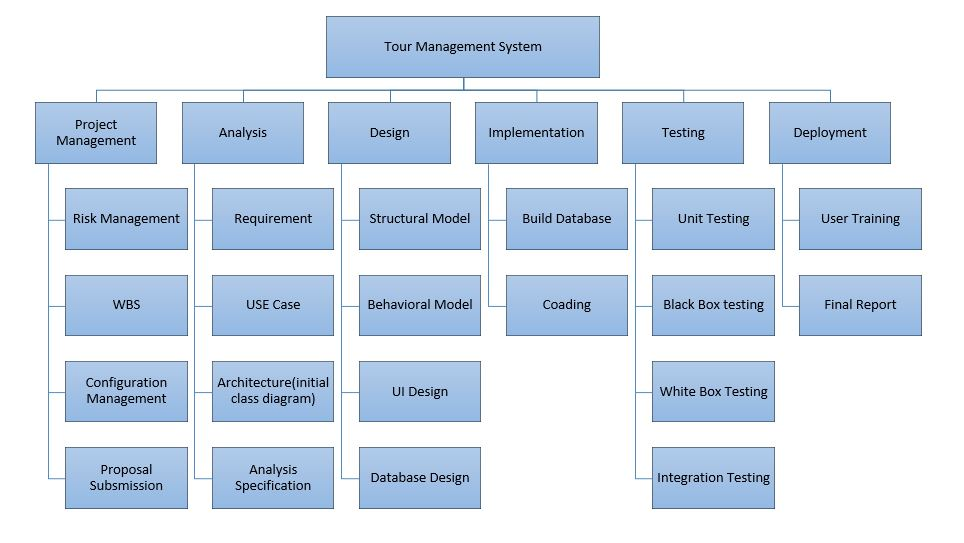 Tour Management System
Project
Management
Analysis
Design
Implementation
Testing
Deployment
Risk Management
Requirement
Structural Model
Build Database
Unit Testing
User Training
WBS
USE Case
Behavioral Model
Coading
Black Box testing
Final Report
Configuration
Management
Architecture(initial
class diagram)
UI Design
White Box Testing
Proposal
Subsmission
Analysis
Specification
Database Design
Integration Testing